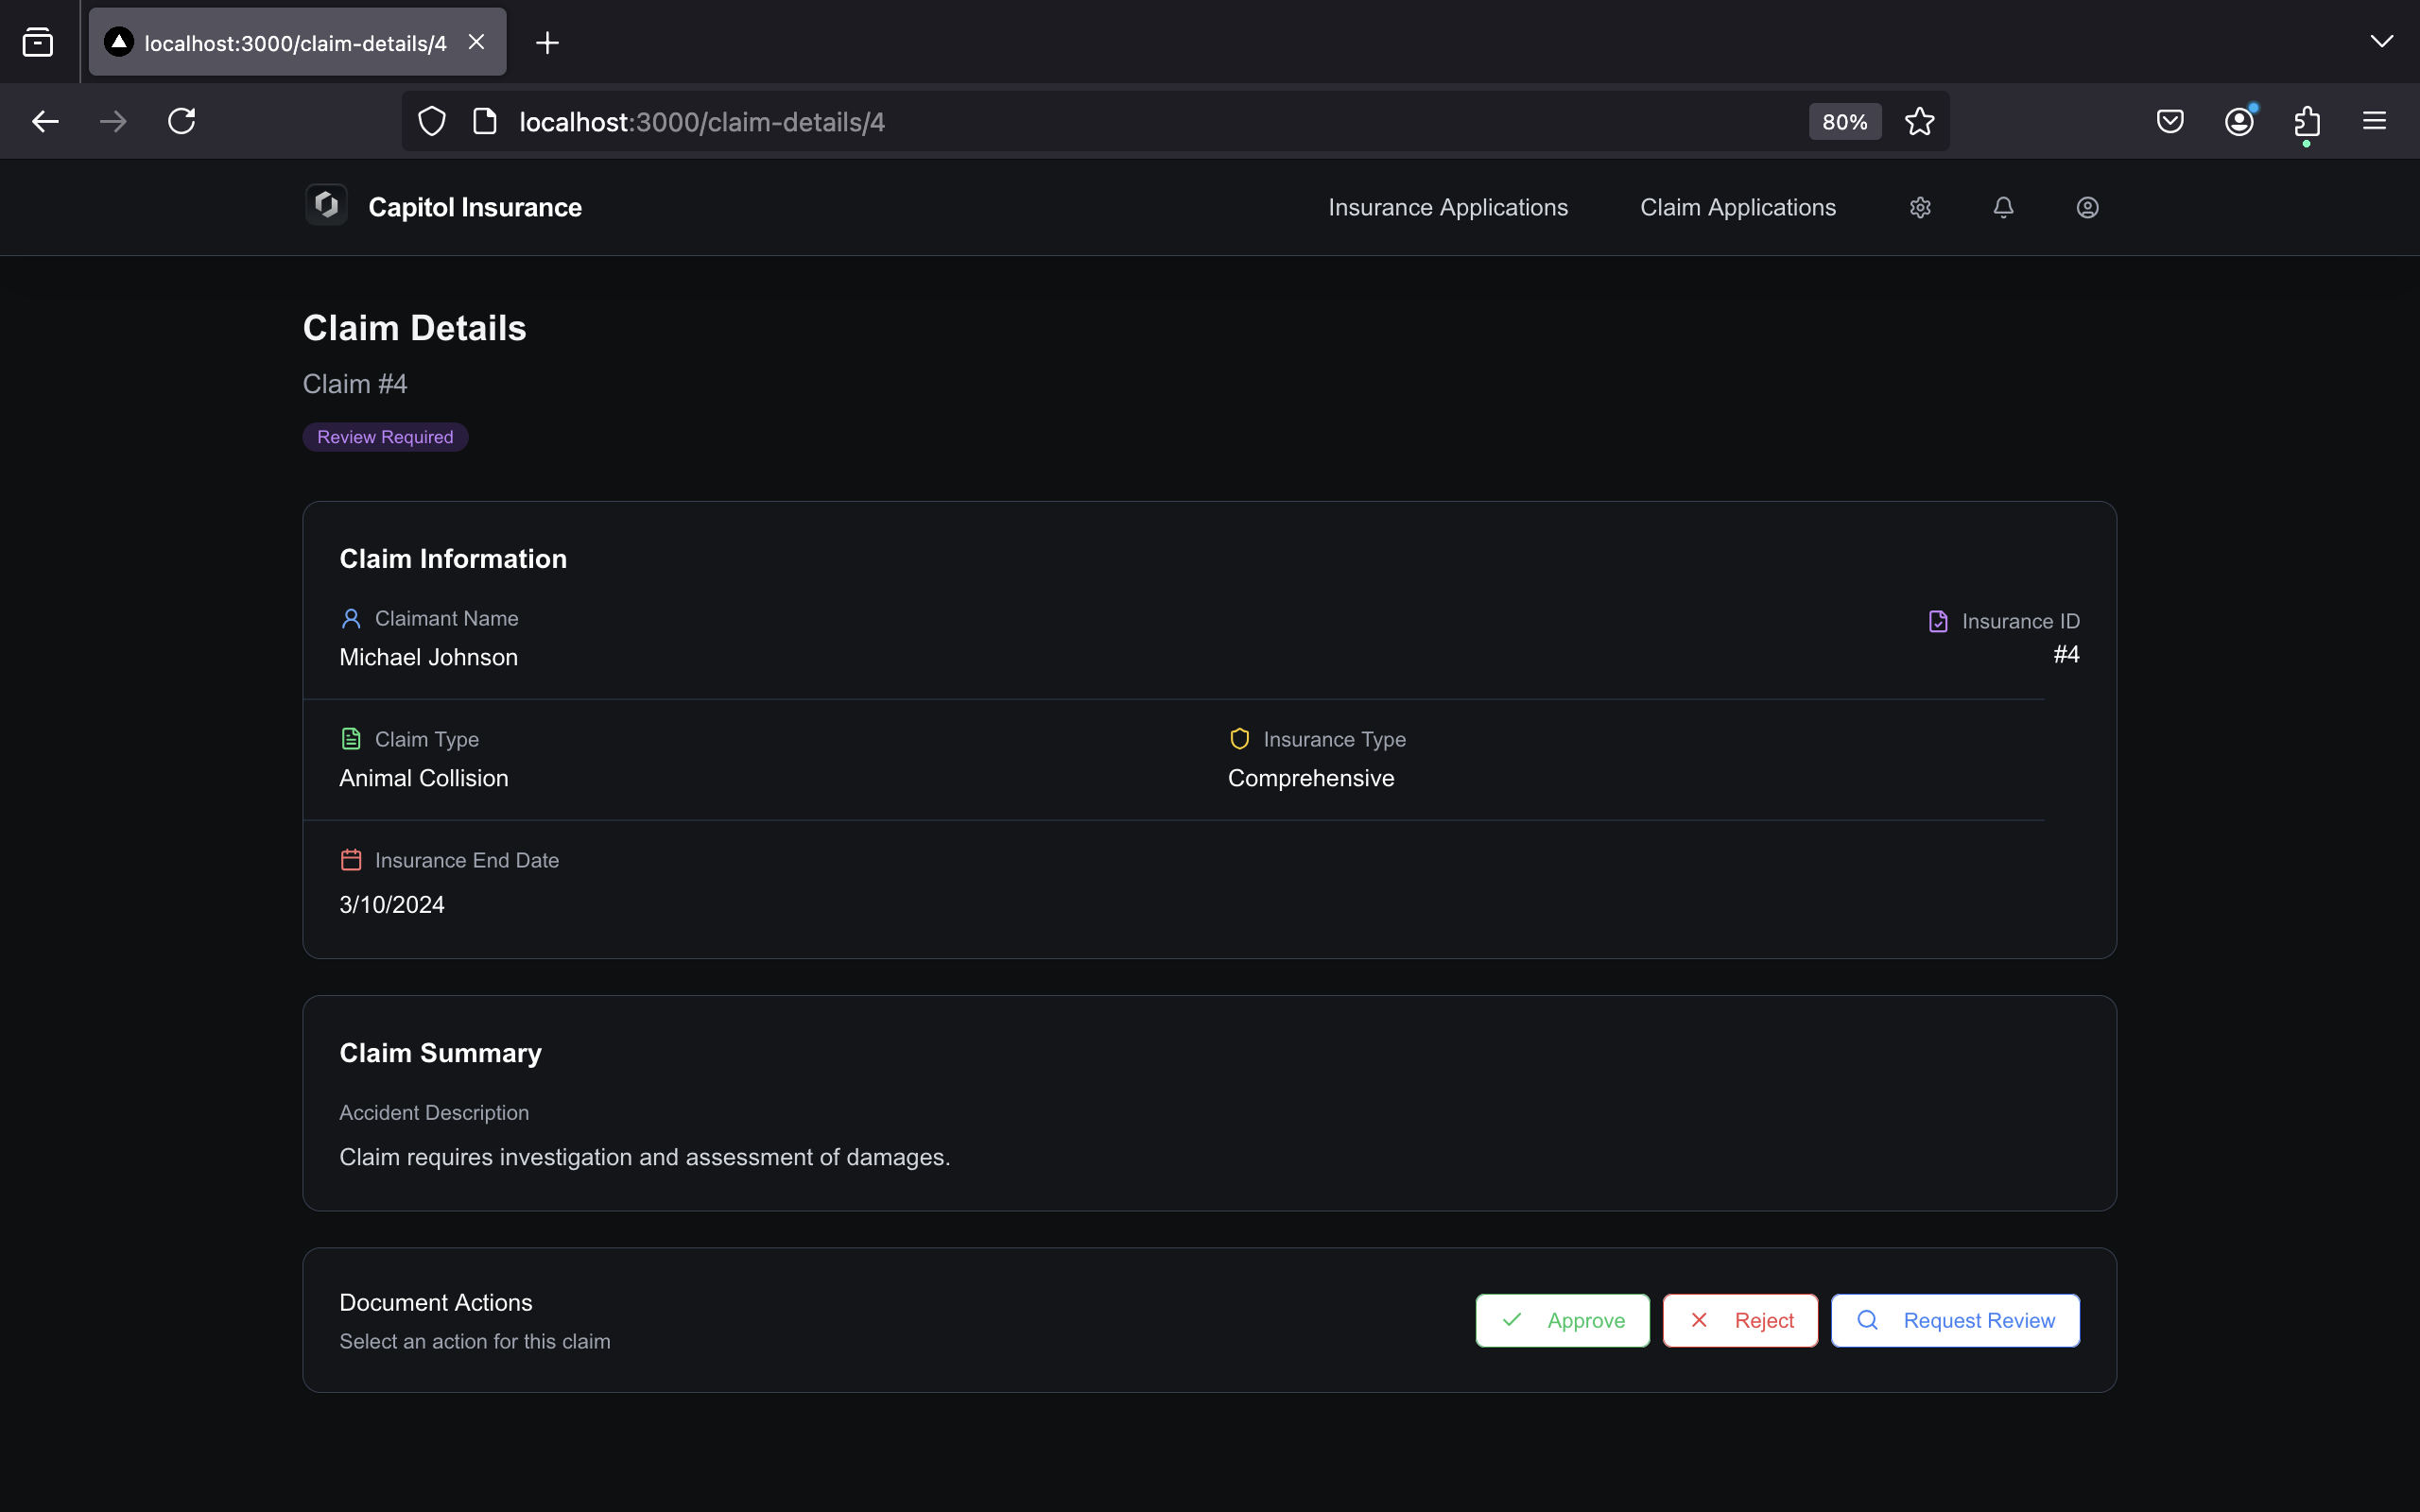 localhost:3000/claim-details/4
localhost:3000/claim-details/4
80%
Capitol Insurance
Insurance Applications
Claim Applications
Claim Details
Claim #4
Review Required
Claim Information
Claimant Name
Michael Johnson
Insurance ID
#4
Claim Type
Animal Collision
Insurance Type
Comprehensive
Insurance End Date
3/10/2024
Claim Summary
Accident Description
Claim requires investigation and assessment of damages.
Document Actions
Select an action for this claim
Approve
Reject
Request Review